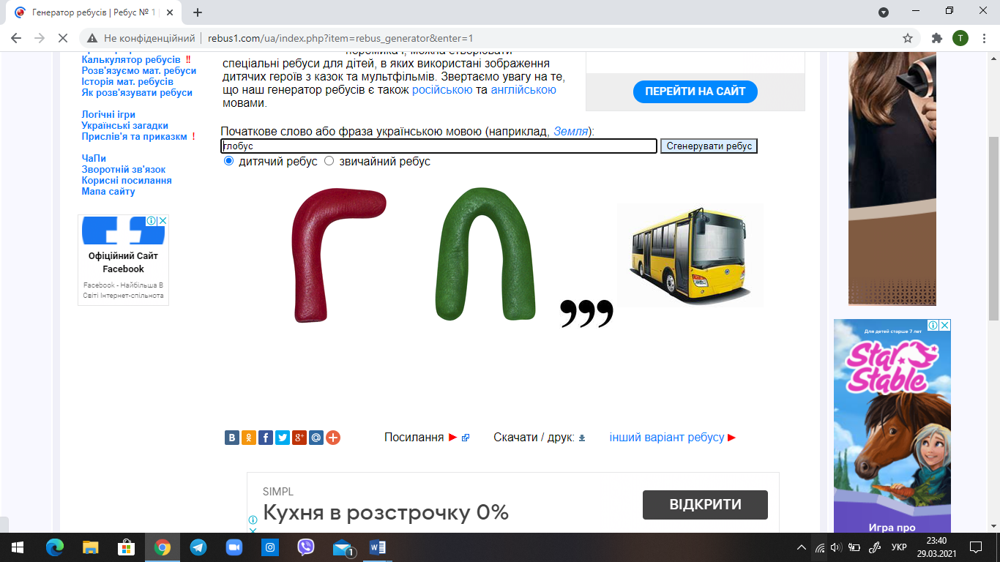 Генератор ребусів | Ребус № 1
Не конфіденційний
rebus1.com/ua/index.php?item=rebus_generator&enter=1
Т
Калькулятор ребусів !!
Розв'язуємо мат. ребуси
Історія мат. ребусів
Як розв'язувати ребуси
Логічні ігри
Українські загадки
Прислів'я та приказкм !
ЧаПи
Зворотній зв'язок
Корисні посилання
Мапа сайту
Офіційний Сайт
Facebook
Facebook - Найбільша В
Світі Інтернет-спільнота
спеціальні ребуси для дітей, в яких використані зображення
дитячих героїв з казок та мультфільмів. Звертаємо увагу на те,
що наш генератор ребусів є також російською та англійською
мовами.
ПЕРЕЙТИ НА САЙТ
Початкове слово або фраза українською мовою (наприклад, Земля):
глобус
Сгенерувати ребус
дитячий ребус звичайний ребус
Г Л ,,,
Посилання Скачати / друк: інший варіант ребусу
SIMPL
Кухня в розстрочку 0%
ВІДКРИТИ
Для детей старше 7 лет
Star
Stable
Игра про
1
УКР
23:40
29.03.2021